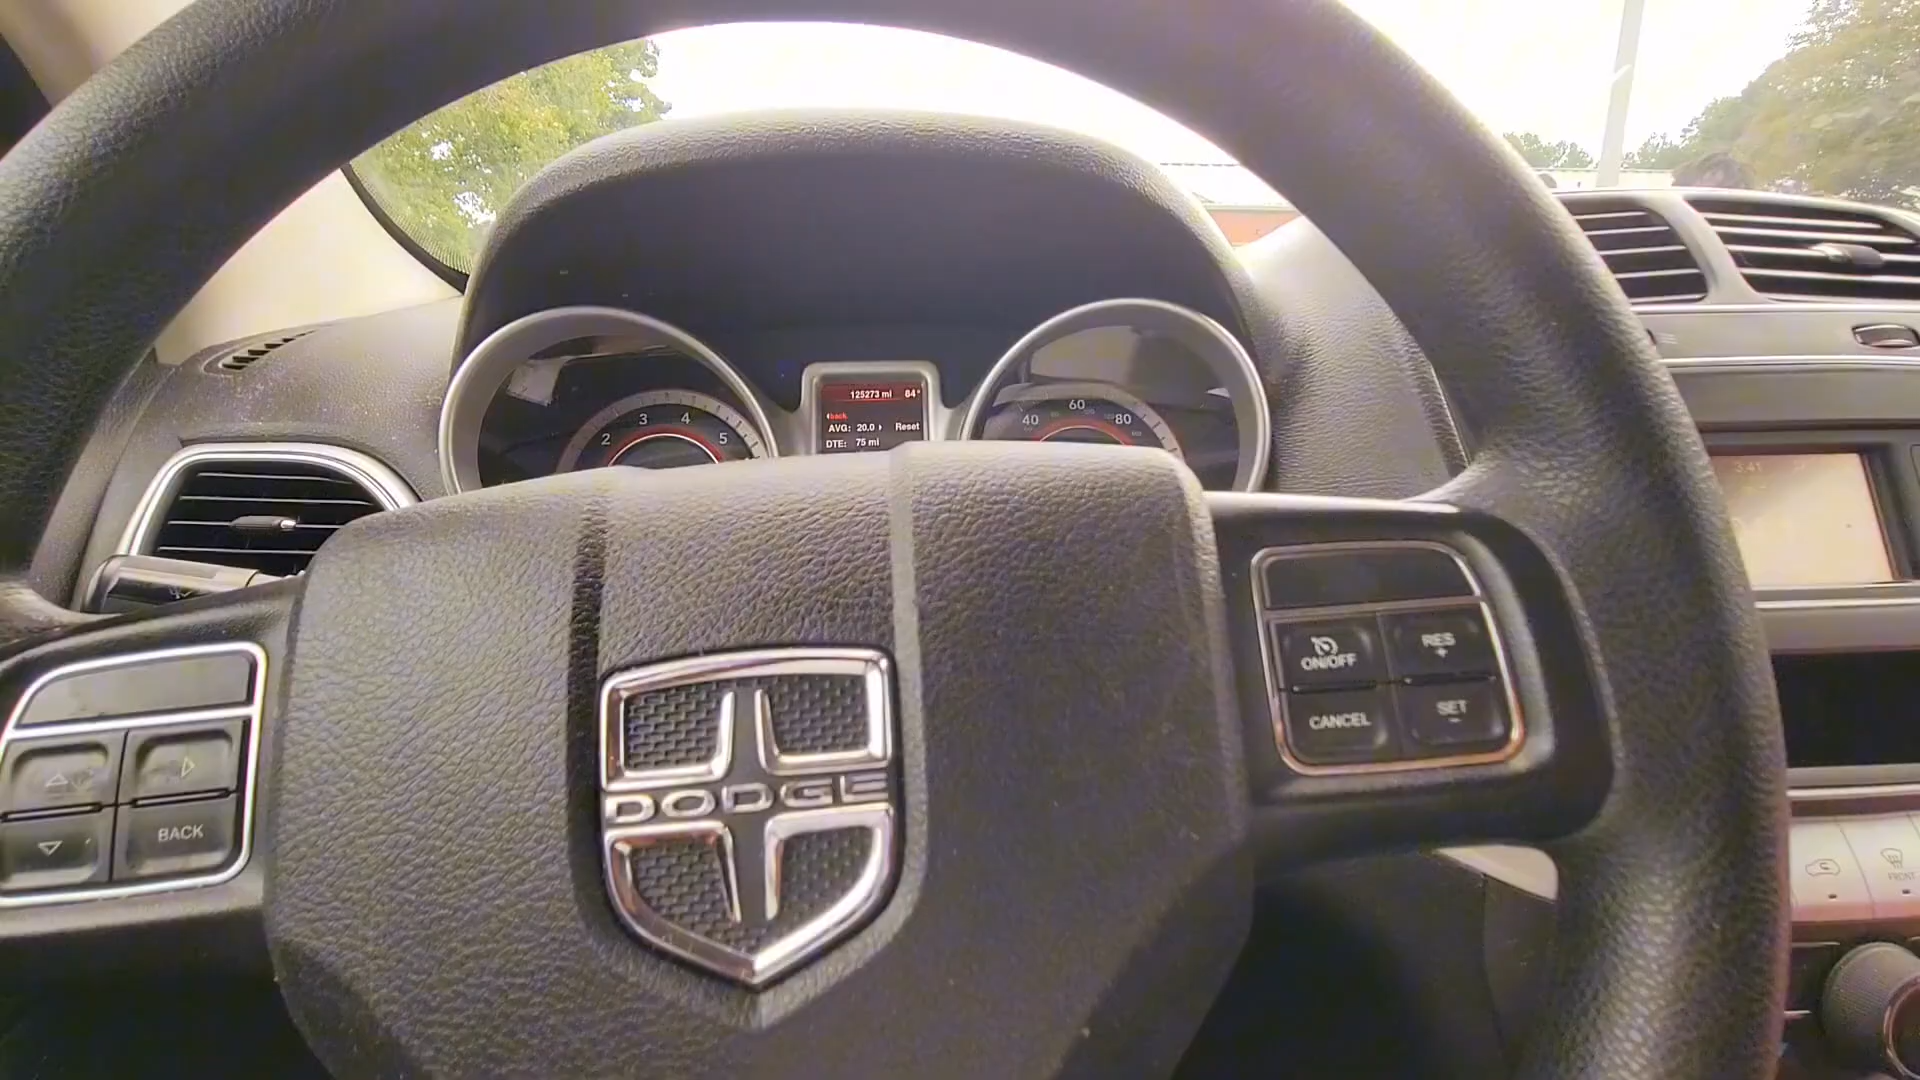 125273 mi 84°
back
AVG: 20.0 Reset
DTE: 75 mi
2 3 4 5
40 60 80
3:41
ON/OFF RES
+
CANCEL SET
-
BACK
DODGE
FRONT